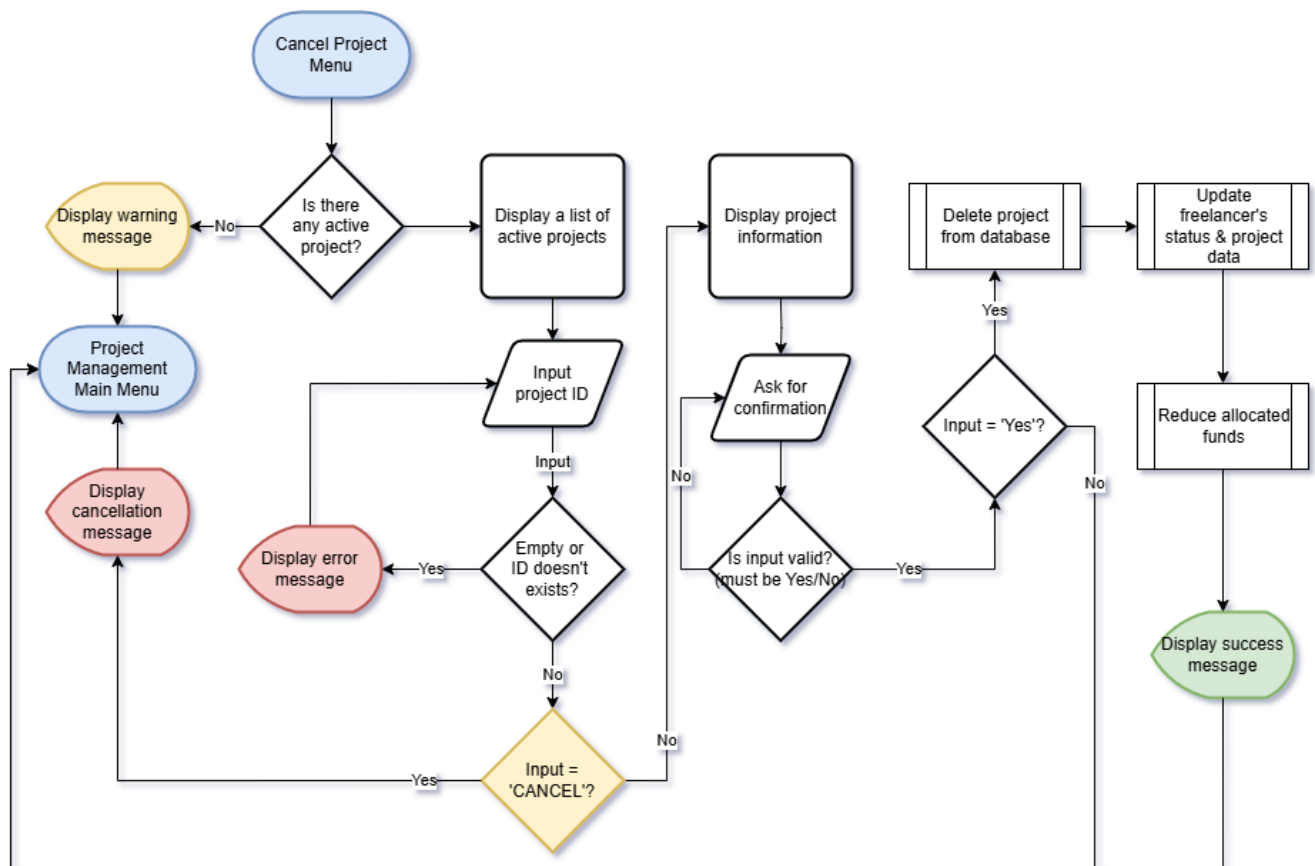 Cancel Project
Menu
Is there
any active
project?
No
Display warning
message
Project
Management
Main Menu
Display
cancellation
message
Display a list of
active projects
Input
project ID
Input
Empty or
ID doesn't
exists?
Yes
Display error
message
No
Input =
'CANCEL'?
Yes
No
Display project
information
Ask for
confirmation
Is input valid?
(must be Yes/No)
No
Yes
Input = 'Yes'?
Yes
No
Delete project
from database
Update
freelancer's
status & project
data
Reduce allocated
funds
Display success
message